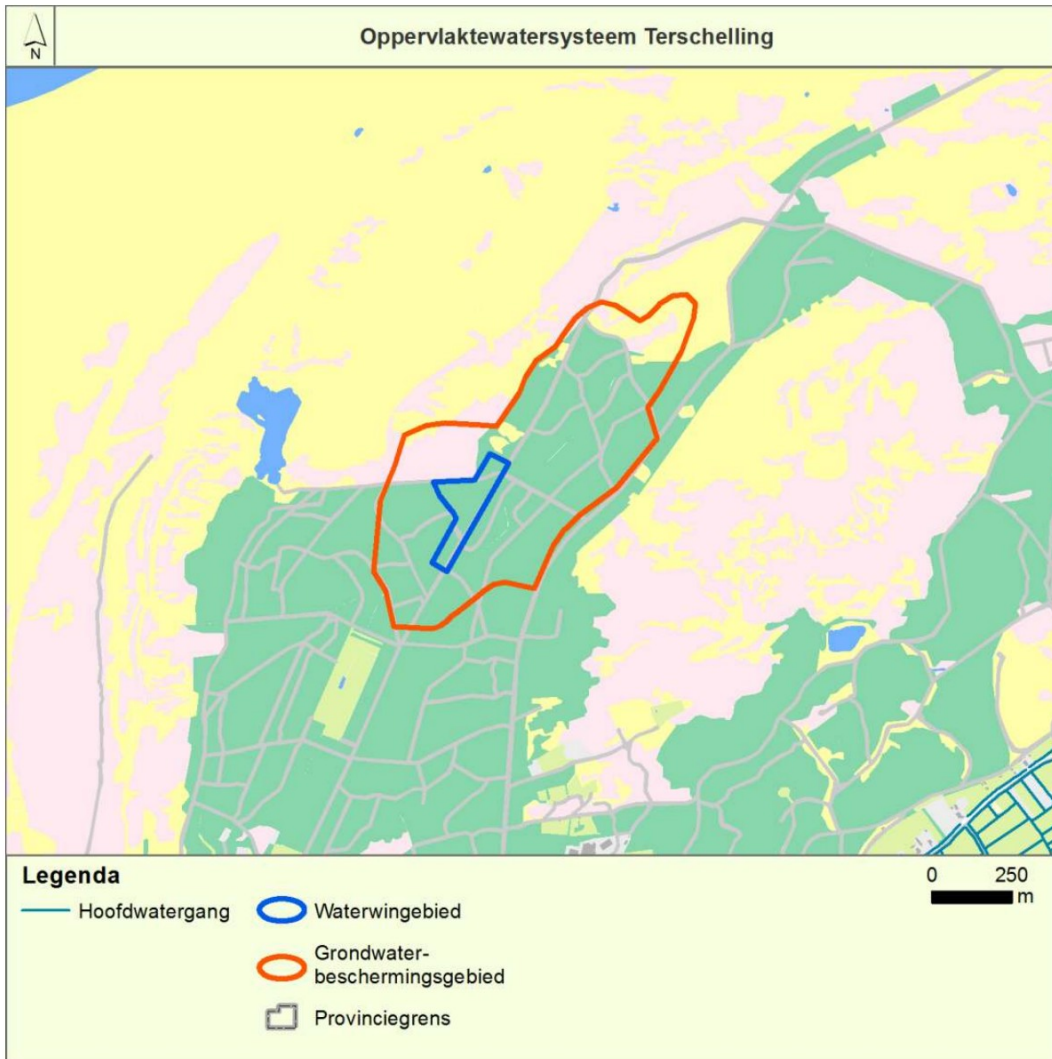 N
Oppervlaktewatersysteem Terschelling
Legenda
Hoofdwatergang
Waterwingebied
Grondwater-
beschermingsgebied
Provinciegrens
0 250
m